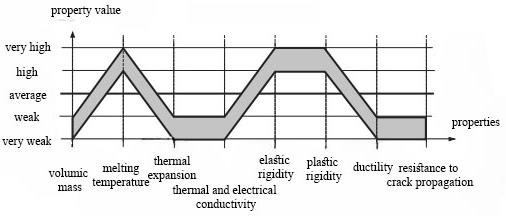 property value
very high
high
average
weak
very weak
properties
volumic
mass
melting
temperature
thermal
expansion
thermal and electrical
conductivity
elastic
rigidity
plastic
rigidity
ductility
resistance to
crack propagation